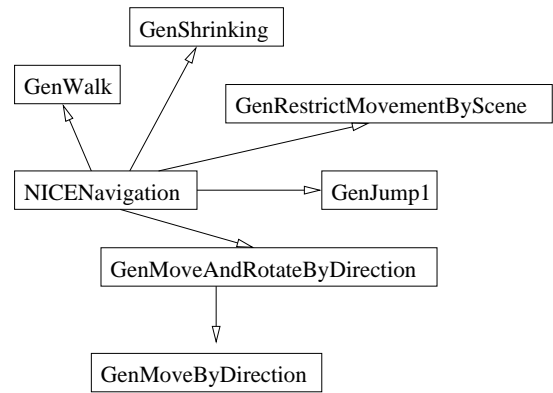 GenShrinking
GenWalk
GenRestrictMovementByScene
NICENavigation
GenJump1
GenMoveAndRotateByDirection
GenMoveByDirection